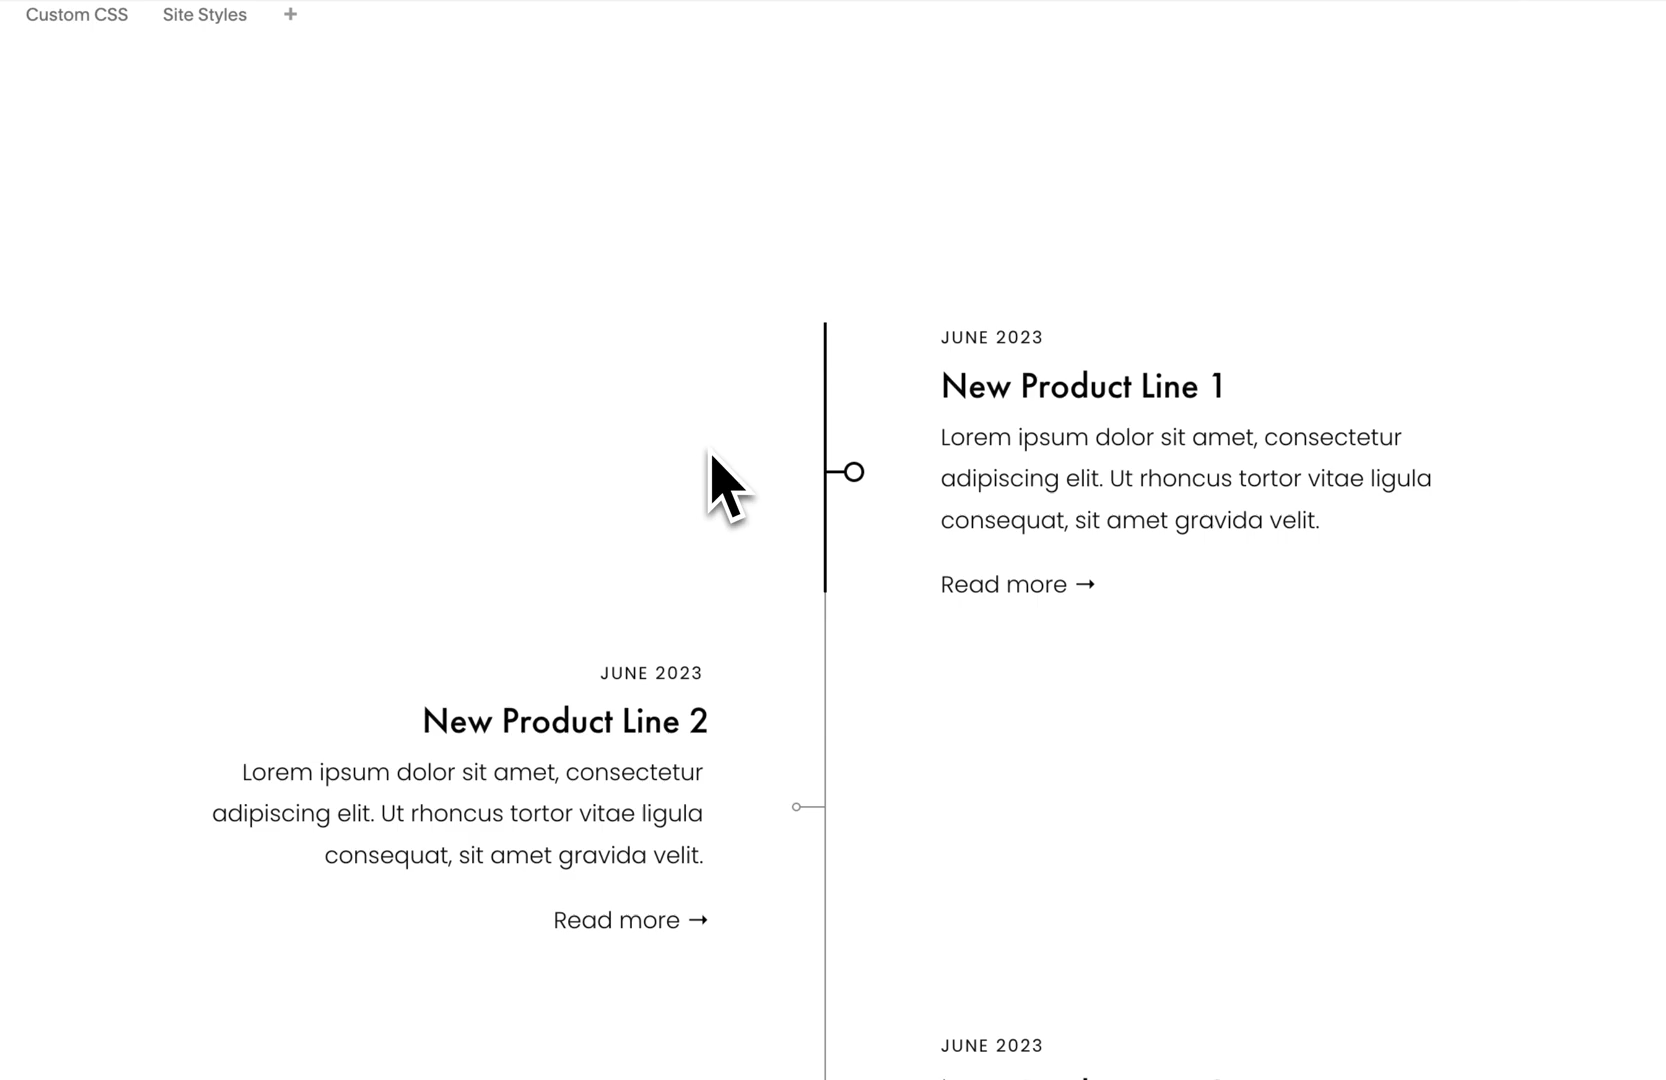 Custom CSS Site Styles +
JUNE 2023
New Product Line 1
Lorem ipsum dolor sit amet, consectetur
adipiscing elit. Ut rhoncus tortor vitae ligula
consequat, sit amet gravida velit.
Read more →
JUNE 2023
New Product Line 2
Lorem ipsum dolor sit amet, consectetur
adipiscing elit. Ut rhoncus tortor vitae ligula
consequat, sit amet gravida velit.
Read more →
JUNE 2023